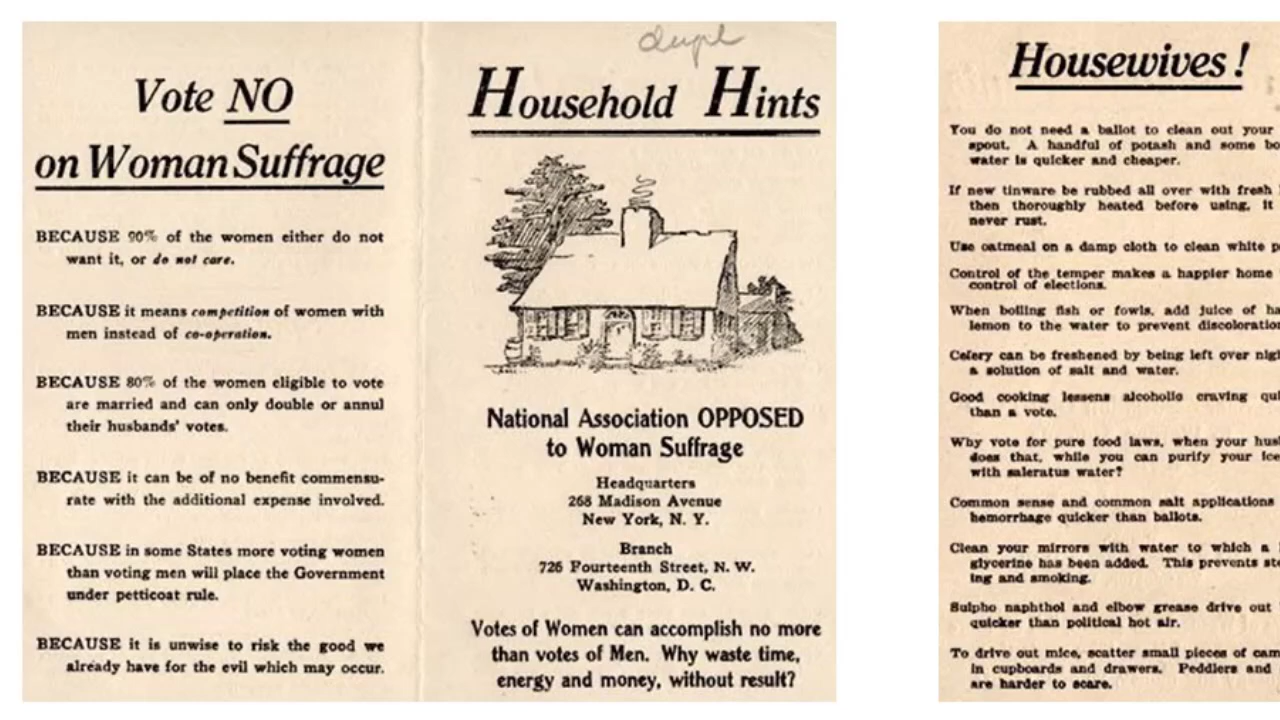 Vote NO
on Woman Suffrage
BECAUSE 90% of the women either do not
want it, or do not care.
BECAUSE it means competition of women with
men instead of co-operation.
BECAUSE 80% of the women eligible to vote
are married and can only double or annul
their husbands' votes.
BECAUSE it can be of no benefit commensu-
rate with the additional expense involved.
BECAUSE in some States more voting women
than voting men will place the Government
under petticoat rule.
BECAUSE it is unwise to risk the good we
already have for the evil which may occur.
dupl
Household Hints
National Association OPPOSED
to Woman Suffrage
Headquarters
268 Madison Avenue
New York, N. Y.
Branch
726 Fourteenth Street, N. W.
Washington, D. C.
Votes of Women can accomplish no more
than votes of Men. Why waste time,
energy and money, without result?
Housewives!
You do not need a ballot to clean out your
spout. A handful of potash and some
water is quicker and cheaper.
If new tinware be rubbed all over with fresh
then thoroughly heated before using, it
never rust.
Use oatmeal on a damp cloth to clean white
Control of the temper makes a happier home
control of elections.
When boiling fish or fowls, add juice of
lemon to the water to prevent
Celery can be freshened by being left over
a solution of salt and water.
Good cooking lessens alcoholic craving
than a vote.
Why vote for pure food laws, when your
does that, while you can purify your
with saleratus water?
Common sense and common salt applications
hemorrhage quicker than ballots.
Clean your mirrors with water to which a
glycerine has been added. This prevents
ing and smoking.
Sulpho naphthol and elbow grease drive out
quicker than political hot air.
To drive out mice, scatter small pieces of
in cupboards and drawers. Peddlers and
are harder to scare.